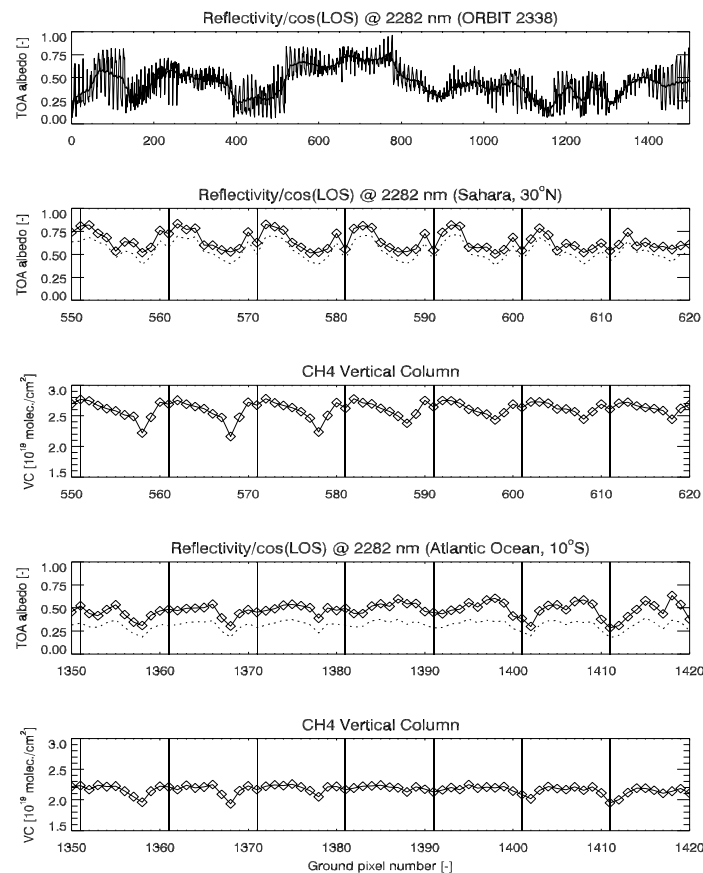 Reflectivity/cos(LOS) @ 2282 nm (ORBIT 2338)
TOA albedo [-]
1.00
0.75
0.50
0.25
0.00
0 200 400 600 800 1000 1200 1400
Reflectivity/cos(LOS) @ 2282 nm (Sahara, 30°N)
TOA albedo [-]
1.00
0.75
0.50
0.25
0.00
550 560 570 580 590 600 610 620
CH4 Vertical Column
VC [10¹⁹ molec./cm²]
3.0
2.5
2.0
1.5
550 560 570 580 590 600 610 620
Reflectivity/cos(LOS) @ 2282 nm (Atlantic Ocean, 10°S)
TOA albedo [-]
1.00
0.75
0.50
0.25
0.00
1350 1360 1370 1380 1390 1400 1410 1420
CH4 Vertical Column
VC [10¹⁹ molec./cm²]
3.0
2.5
2.0
1.5
1350 1360 1370 1380 1390 1400 1410 1420
Ground pixel number [-]